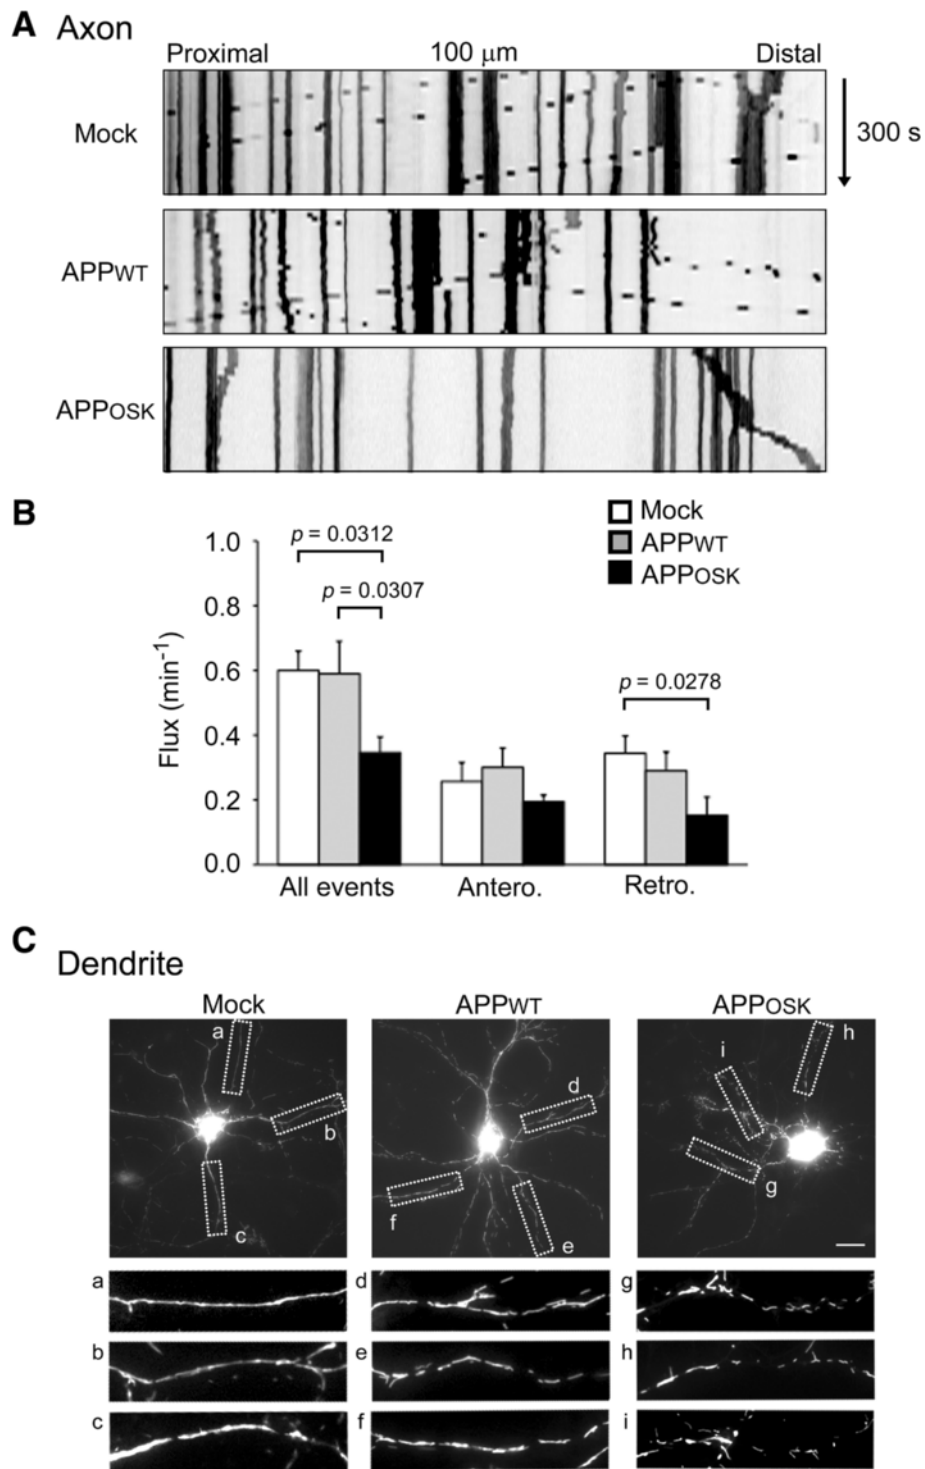 A Axon
Proximal 100 µm Distal
Mock
300 s
APPWT
APPOSK
B
Mock
APPWT
APPOSK
p = 0.0312
p = 0.0307
p = 0.0278
Flux (min-1)
1.0
0.8
0.6
0.4
0.2
0.0
All events Antero. Retro.
C Dendrite
Mock APPWT APPOSK
a
b
c
d
f
e
h
i
g
a d g
b e h
c f i